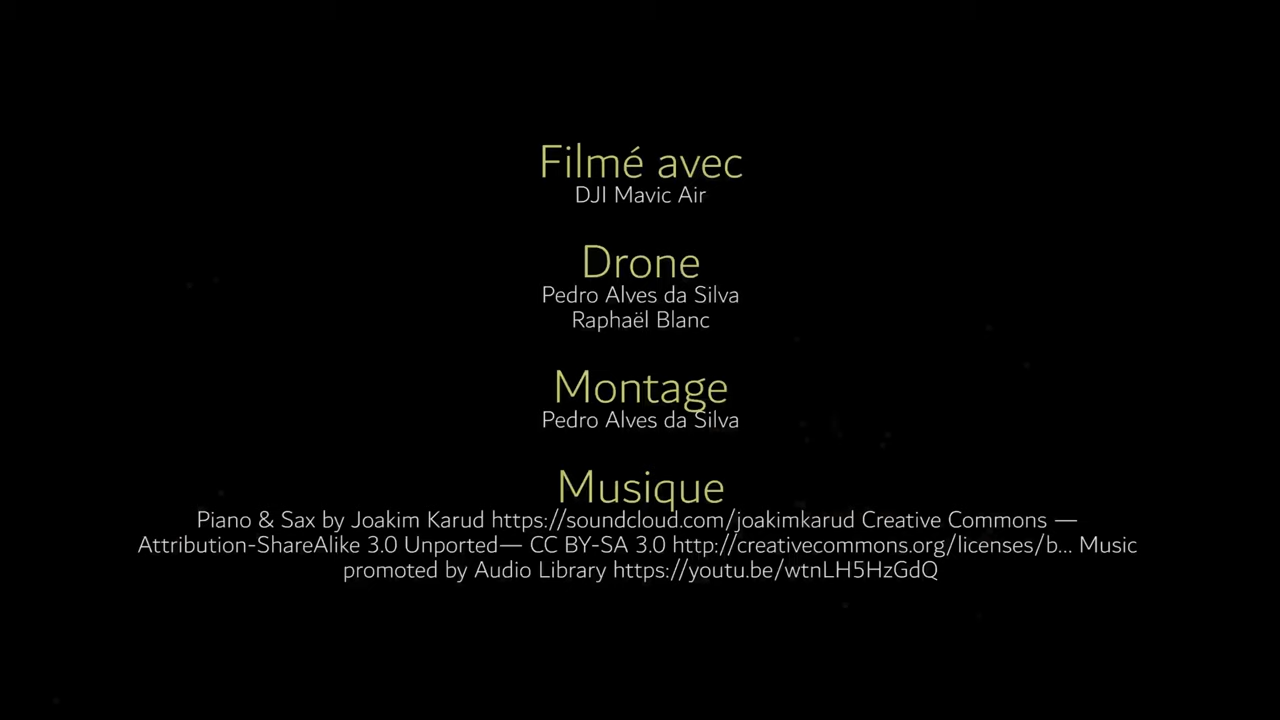 Filmé avec
DJI Mavic Air
Drone
Pedro Alves da Silva
Raphaël Blanc
Montage
Pedro Alves da Silva
Musique
Piano & Sax by Joakim Karud https://soundcloud.com/joakimkarud Creative Commons —
Attribution-ShareAlike 3.0 Unported— CC BY-SA 3.0 http://creativecommons.org/licenses/b... Music
promoted by Audio Library https://youtu.be/wtnLH5HzGdQ